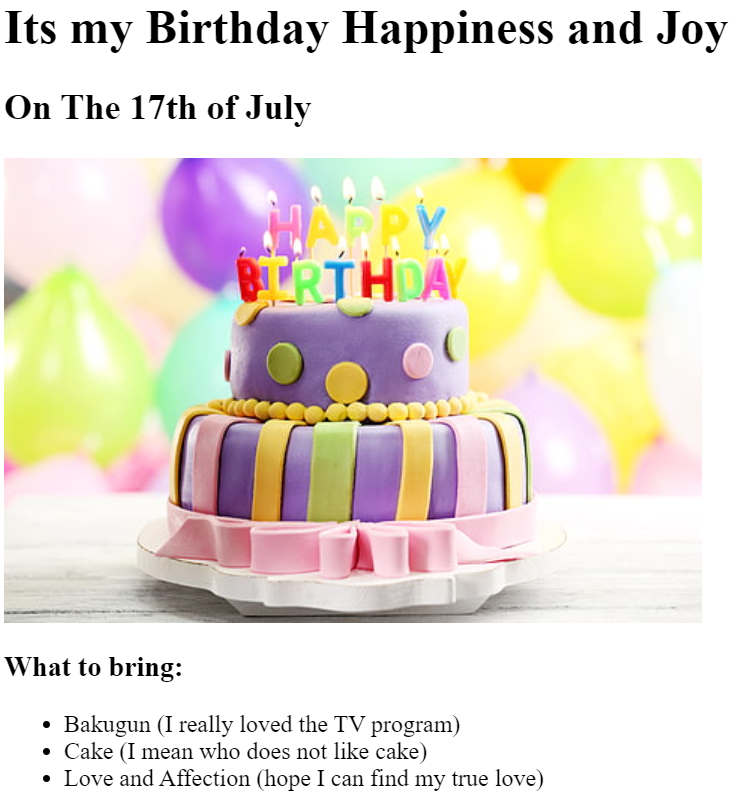 Its my Birthday Happiness and Joy
On The 17th of July
HAPPY
BIRTHDAY
What to bring:
Bakugun (I really loved the TV program)
Cake (I mean who does not like cake)
Love and Affection (hope I can find my true love)